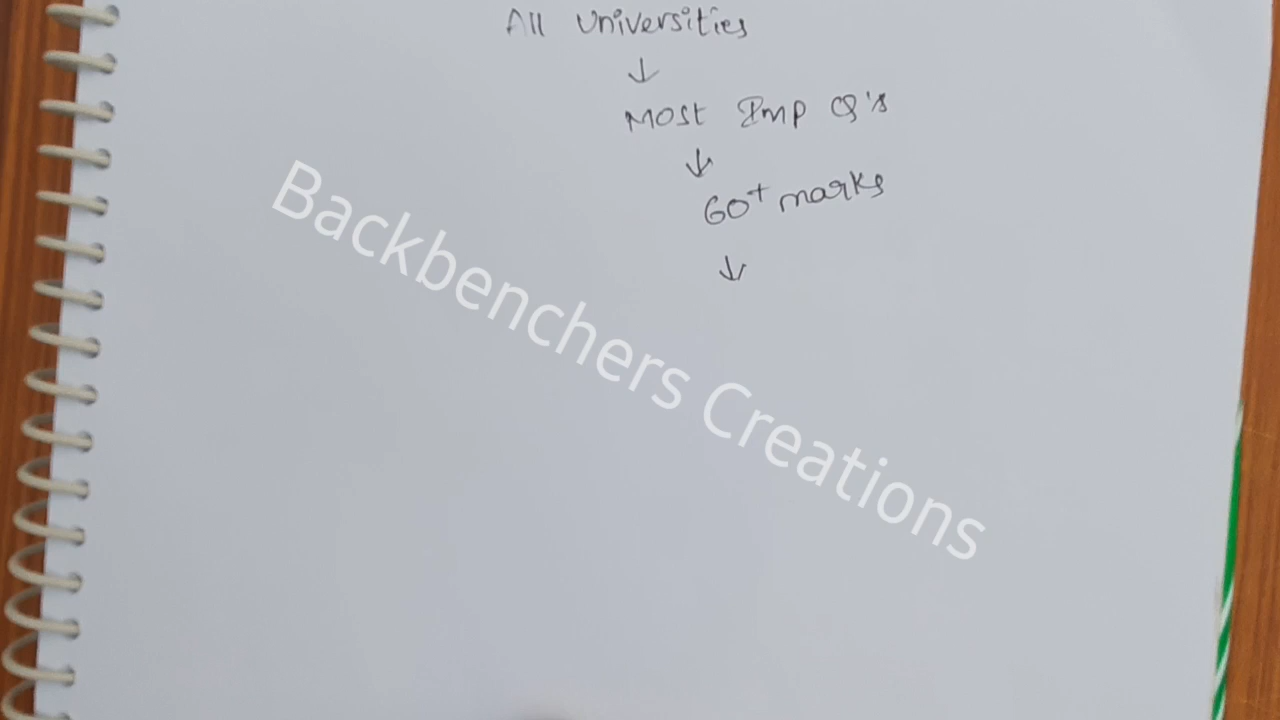 All Universities
↓
Most Imp Q's
↓
60+ marks
↓
Backbenchers Creations